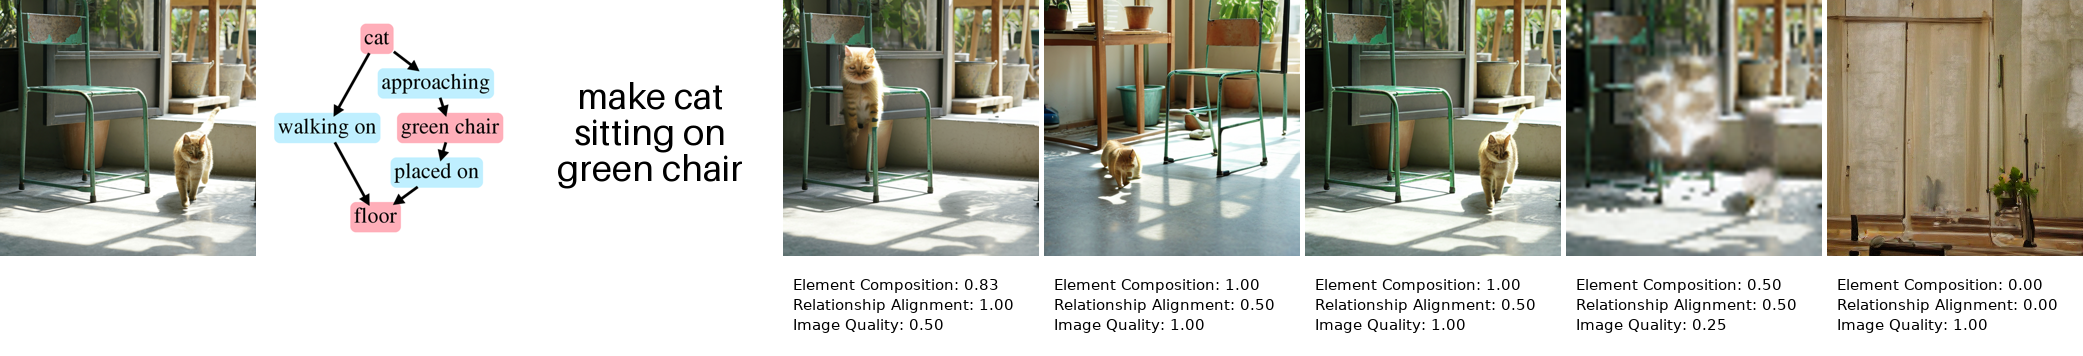 cat
approaching
walking on
green chair
placed on
floor
make cat
sitting on
green chair
Element Composition: 0.83
Relationship Alignment: 1.00
Image Quality: 0.50
Element Composition: 1.00
Relationship Alignment: 0.50
Image Quality: 1.00
Element Composition: 1.00
Relationship Alignment: 0.50
Image Quality: 1.00
Element Composition: 0.50
Relationship Alignment: 0.50
Image Quality: 0.25
Element Composition: 0.00
Relationship Alignment: 0.00
Image Quality: 1.00